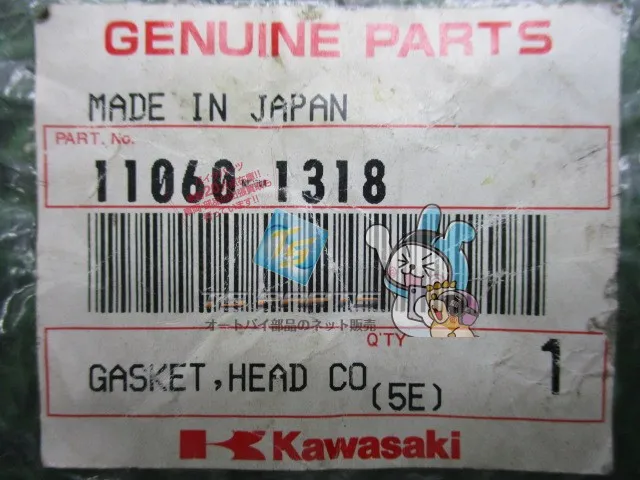 GENUINE PARTS
MADE IN JAPAN
PART. No.
11060-1318
オートバイ部品のネット販売
Q'TY
GASKET,HEAD CO
(5E)
1
Kawasaki